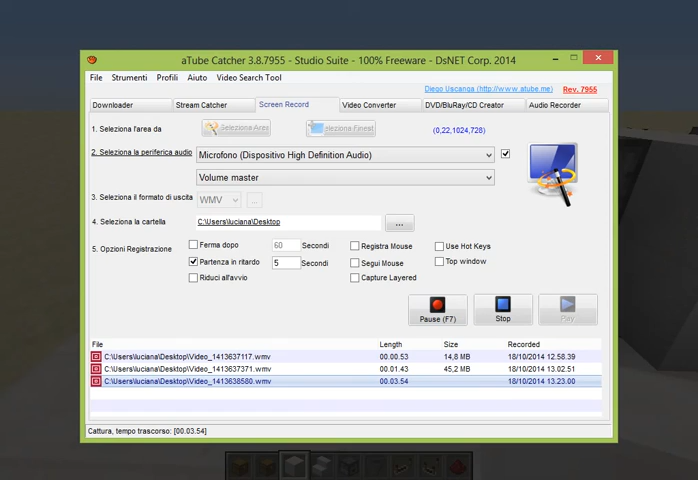 aTube Catcher 3.8.7955 - Studio Suite - 100% Freeware - DsNET Corp. 2014
File Strumenti Profili Aiuto Video Search Tool
Diego Uscanga (http://www.atube.me) Rev. 7955
Downloader Stream Catcher Screen Record Video Converter DVD/BluRay/CD Creator Audio Recorder
1. Seleziona l'area da Seleziona Area Seleziona Finest (0,22,1024,728)
2. Seleziona la periferica audio Microfono (Dispositivo High Definition Audio)
Volume master
3. Seleziona il formato di uscita WMV ...
4. Seleziona la cartella C:\Users\luciana\Desktop ...
5. Opzioni Registrazione Ferma dopo 60 Secondi Registra Mouse Use Hot Keys
Partenza in ritardo 5 Secondi Segui Mouse Top window
Riduci all'avvio Capture Layered
Pause (F7) Stop Play
File Length Size Recorded
C:\Users\luciana\Desktop\Video_1413637117.wmv 00.00.53 14,8 MB 18/10/2014 12.58.39
C:\Users\luciana\Desktop\Video_1413637371.wmv 00.01.43 45,2 MB 18/10/2014 13.02.51
C:\Users\luciana\Desktop\Video_1413638580.wmv 00.03.54 18/10/2014 13.23.00
Cattura, tempo trascorso: [00.03.54]